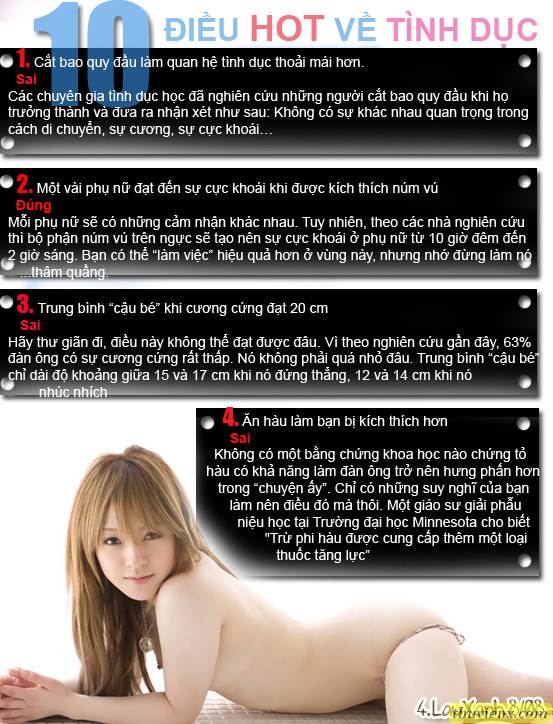 10 ĐIỀU HOT VỀ TÌNH DỤC
1. Cắt bao quy đầu làm quan hệ tình dục thoải mái hơn.
Sai
Các chuyên gia tình dục học đã nghiên cứu những người cắt bao quy đầu khi họ
trưởng thành và đưa ra nhận xét như sau: Không có sự khác nhau quan trọng trong
cách di chuyển, sự cương, sự cực khoái…
2. Một vài phụ nữ đạt đến sự cực khoái khi được kích thích núm vú
Đúng
Mỗi phụ nữ sẽ có những cảm nhận khác nhau. Tuy nhiên, theo các nhà nghiên cứu
thì bộ phận núm vú trên ngực sẽ tạo nên sự cực khoái ở phụ nữ từ 10 giờ đêm đến
2 giờ sáng. Bạn có thể “làm việc” hiệu quả hơn ở vùng này, nhưng nhớ đừng làm nó
...thâm quầng.
3. Trung bình “cậu bé” khi cương cứng đạt 20 cm
Sai
Hãy thư giãn đi, điều này không thể đạt được đâu. Vì theo nghiên cứu gần đây, 63%
đàn ông có sự cương cứng rất thấp. Nó không phải quá nhỏ đâu. Trung bình “cậu bé”
chỉ dài độ khoảng giữa 15 và 17 cm khi nó đứng thẳng, 12 và 14 cm khi nó
nhúc nhích
4. Ăn hàu làm bạn bị kích thích hơn
Sai
Không có một bằng chứng khoa học nào chứng tỏ
hàu có khả năng làm đàn ông trở nên hưng phấn hơn
trong “chuyện ấy”. Chỉ có những suy nghĩ của bạn
làm nên điều đó mà thôi. Một giáo sư giải phẫu
niệu học tại Trường đại học Minnesota cho biết
"Trừ phi hàu được cung cấp thêm một loại
thuốc tăng lực”